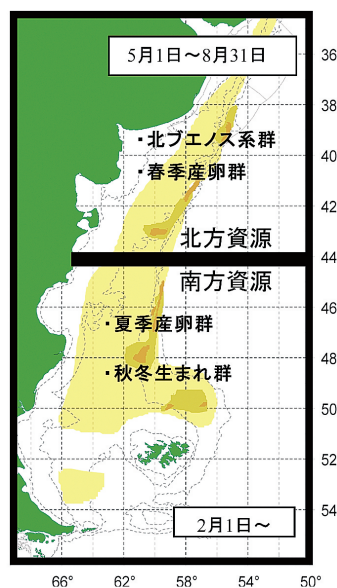 5月1日～8月31日
・北ブエノス系群
・春季産卵群
北方資源
南方資源
・夏季産卵群
・秋冬生まれ群
2月1日～
36
38
40
42
44
46
48
50
52
54
66°
62°
58°
54°
50°